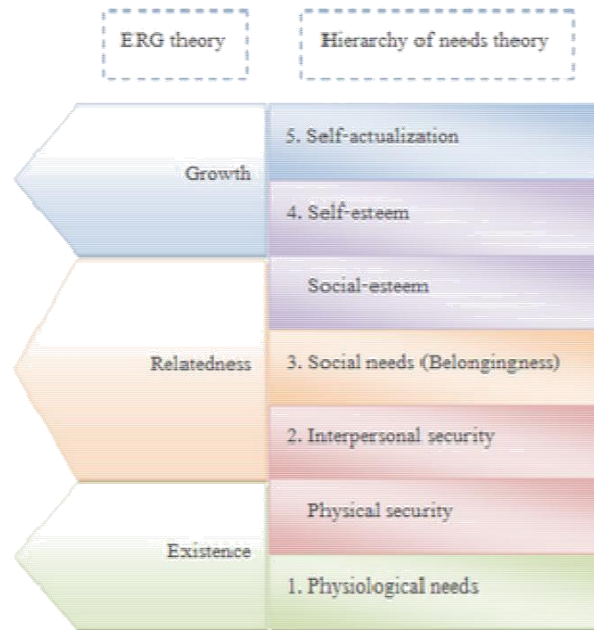 ERG theory
Hierarchy of needs theory
5. Self-actualization
Growth
4. Self-esteem
Social-esteem
Relatedness
3. Social needs (Belongingness)
2. Interpersonal security
Physical security
Existence
1. Physiological needs